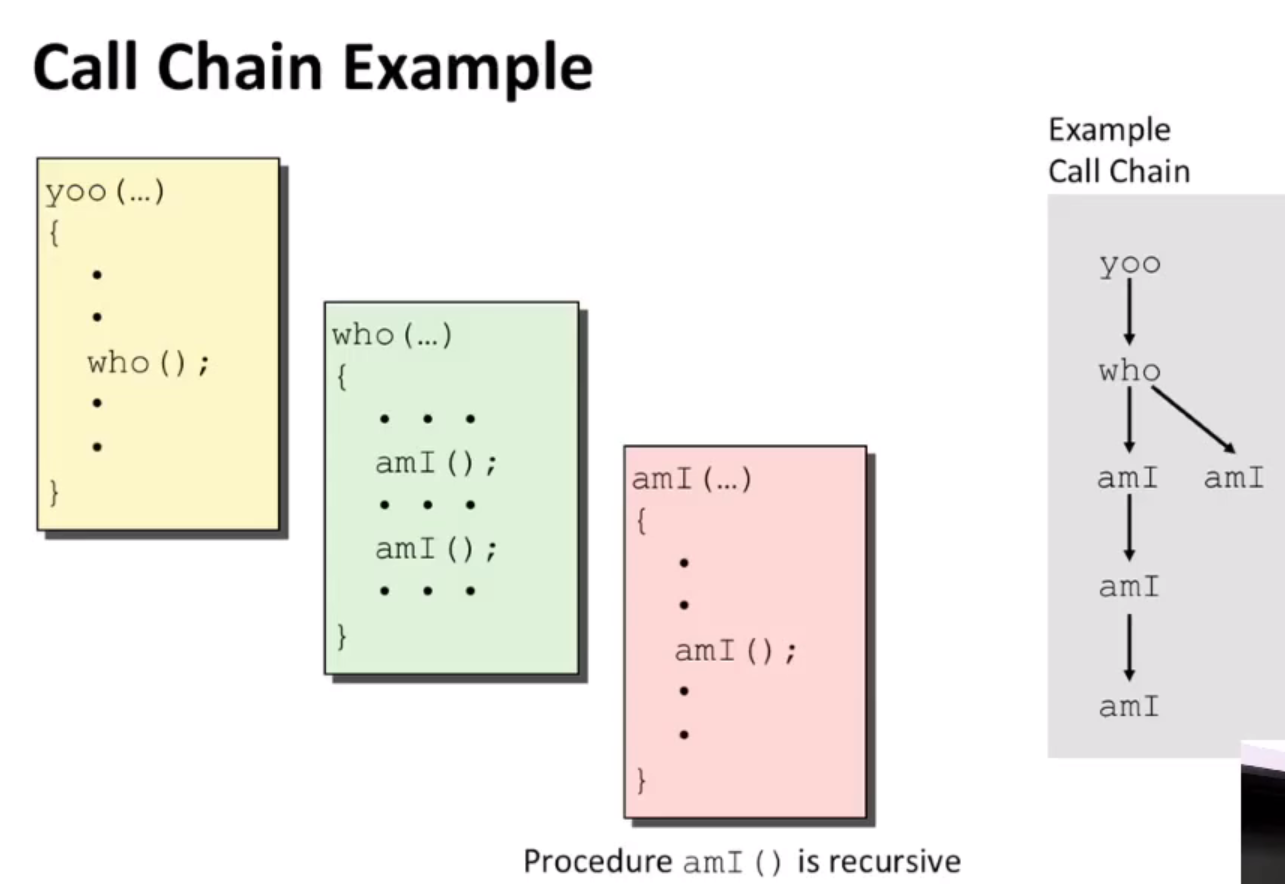 Call Chain Example
yoo(…)
{
•
•
who();
•
•
}
who(…)
{
• • •
amI();
• • •
amI();
• • •
}
amI(…)
{
•
•
amI();
•
•
}
Procedure amI() is recursive
Example
Call Chain
yoo
who
amI amI
amI
amI